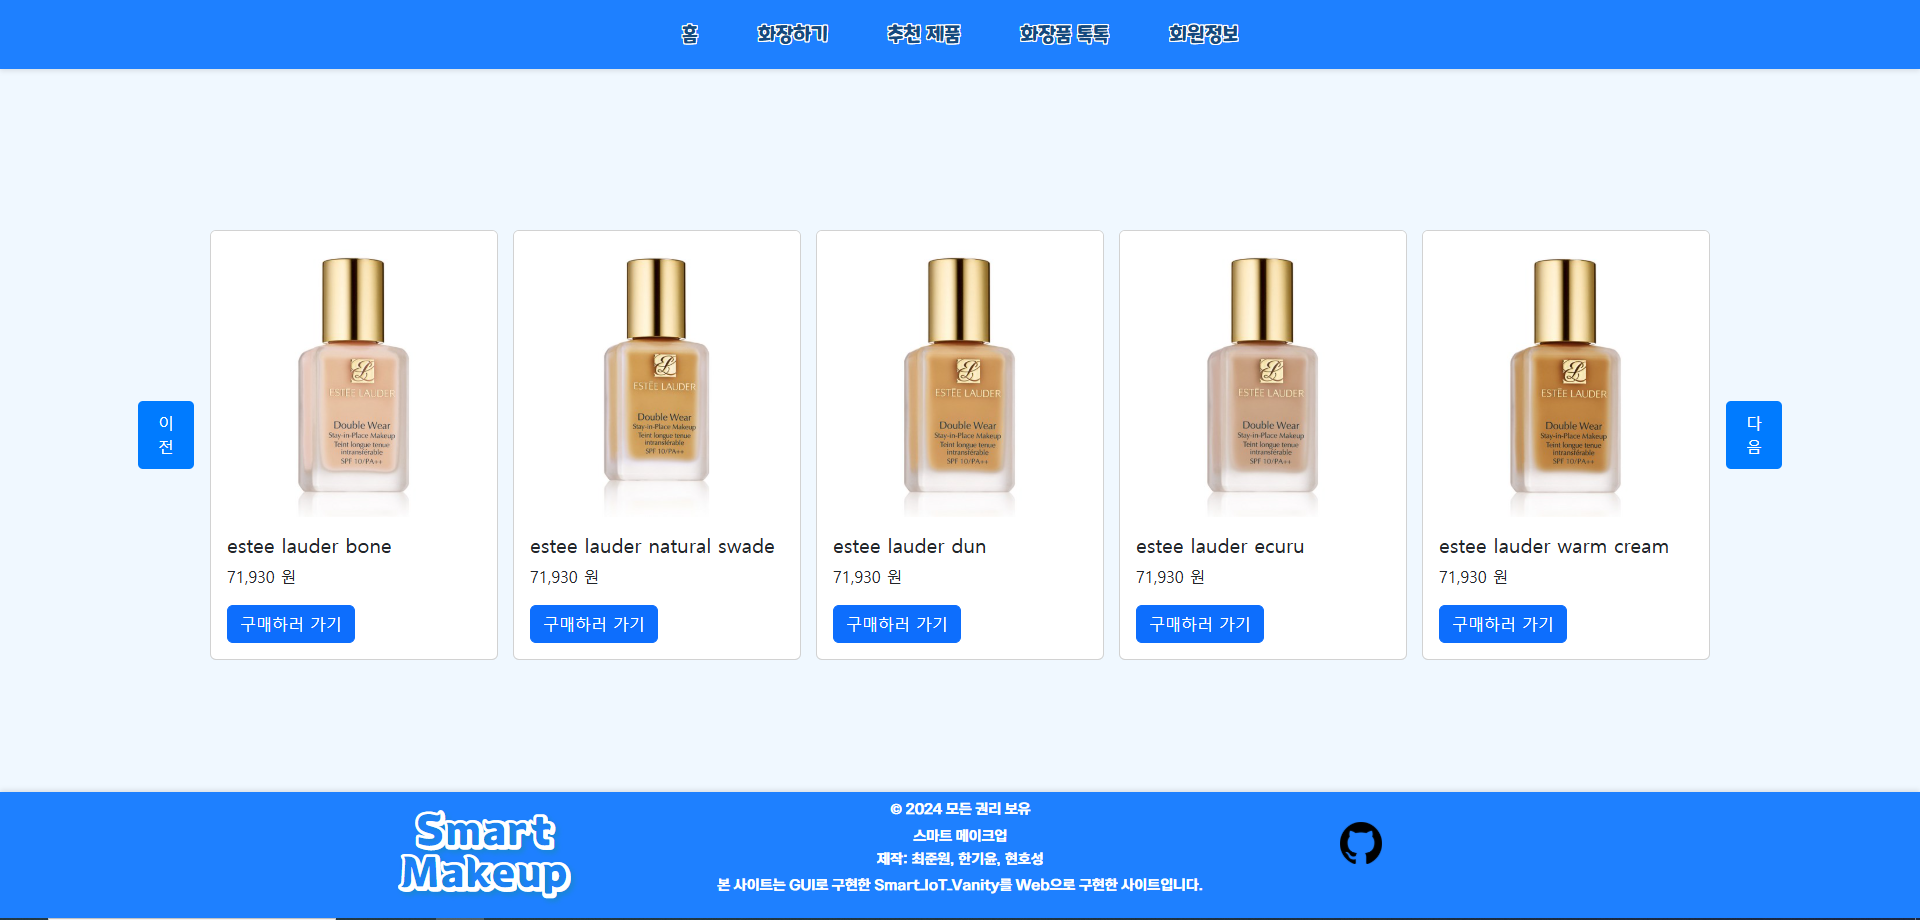 홈 화장하기 추천 제품 화장품 톡톡 회원정보
이
전
ESTĒE LAUDER
Double Wear
Stay-in-Place Makeup
Teint longue tenue
intransférable
SPF 10/PA++
estee lauder bone
71,930 원
구매하러 가기
ESTĒE LAUDER
Double Wear
Stay-in-Place Makeup
Teint longue tenue
intransférable
SPF 10/PA++
estee lauder natural swade
71,930 원
구매하러 가기
ESTĒE LAUDER
Double Wear
Stay-in-Place Makeup
Teint longue tenue
intransférable
SPF 10/PA++
estee lauder dun
71,930 원
구매하러 가기
ESTĒE LAUDER
Double Wear
Stay-in-Place Makeup
Teint longue tenue
intransférable
SPF 10/PA++
estee lauder ecuru
71,930 원
구매하러 가기
ESTĒE LAUDER
Double Wear
Stay-in-Place Makeup
Teint longue tenue
intransférable
SPF 10/PA++
estee lauder warm cream
71,930 원
구매하러 가기
다
음
Smart
Makeup
© 2024 모든 권리 보유
스마트 메이크업
제작: 최준원, 한기윤, 현호성
본 사이트는 GUI로 구현한 Smart_IoT_Vanity를 Web으로 구현한 사이트입니다.